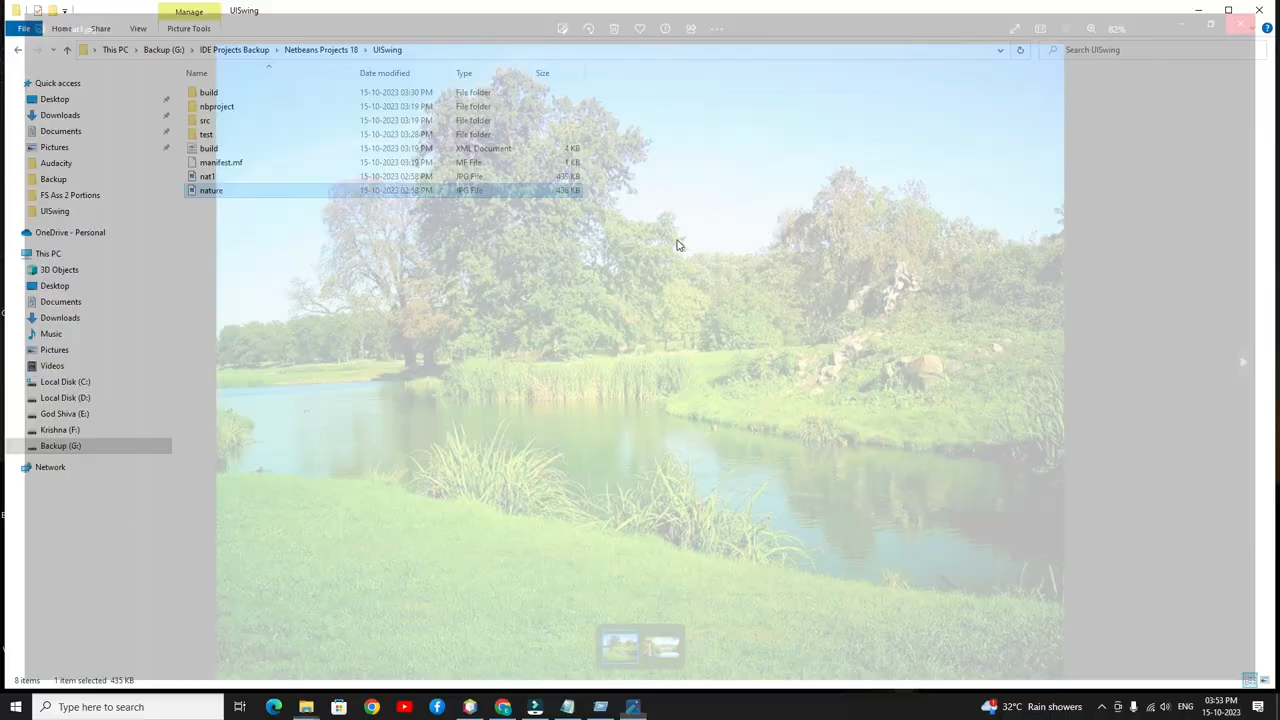 Manage
UISwing
File
Home
Share
View
Picture Tools
82%
This PC
Backup (G:)
IDE Projects Backup
Netbeans Projects 18
UISwing
Search UISwing
Name
Date modified
Type
Size
Quick access
Desktop
Downloads
Documents
Pictures
Audacity
Backup
FS Ass 2 Portions
UISwing
OneDrive - Personal
This PC
3D Objects
Desktop
Documents
Downloads
Music
Pictures
Videos
Local Disk (C:)
Local Disk (D:)
God Shiva (E:)
Krishna (F:)
Backup (G:)
Network
build 15-10-2023 03:30 PM File folder
nbproject 15-10-2023 03:19 PM File folder
src 15-10-2023 03:19 PM File folder
test 15-10-2023 03:28 PM File folder
build 15-10-2023 03:19 PM XML Document 4 KB
manifest.mf 15-10-2023 03:19 PM MF File 1 KB
nat1 15-10-2023 02:58 PM JPG File 435 KB
nature 15-10-2023 02:58 PM JPG File 436 KB
8 items
1 item selected 435 KB
Type here to search
32°C Rain showers
ENG
03:53 PM
15-10-2023